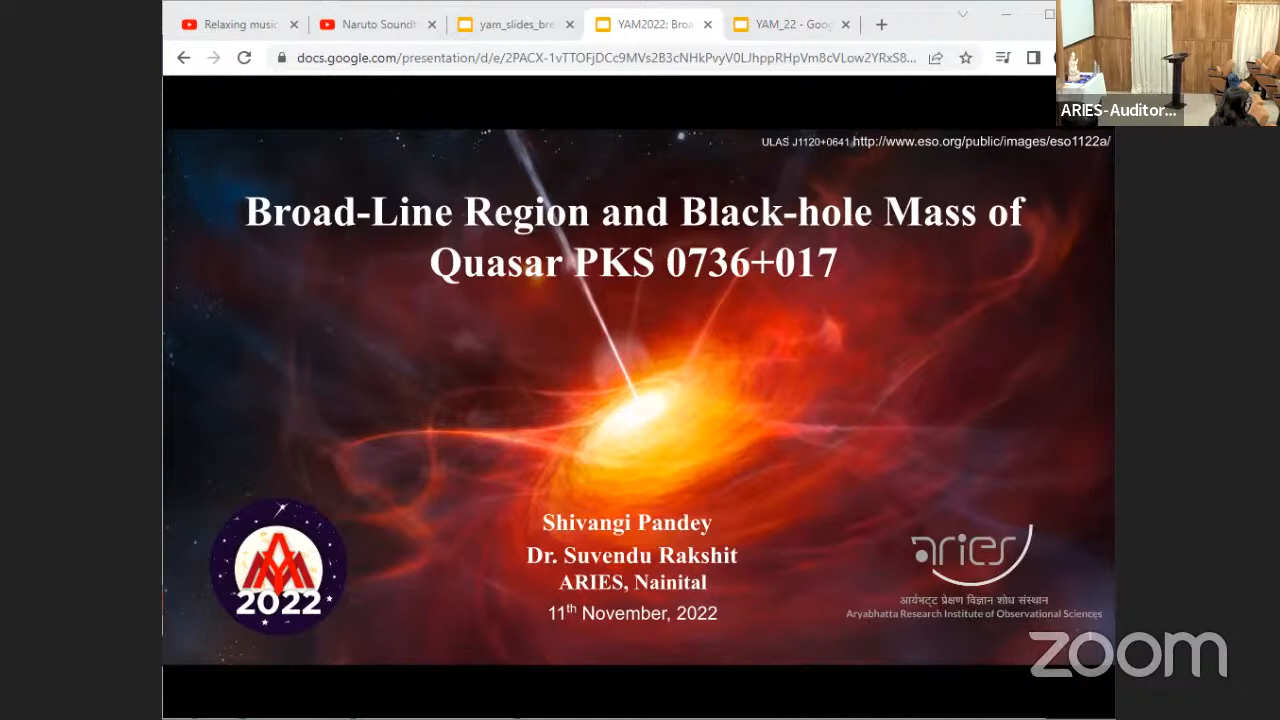 Relaxing music
Naruto Soundt
yam_slides_bre
YAM2022: Broa
YAM_22 - Goog
docs.google.com/presentation/d/e/2PACX-1vTTOFjDCc9MVs2B3cNHkPvyV0LJhppRHpVm8cVLow2YRxS8...
ARIES-Auditor...
ULAS J1120+0641 http://www.eso.org/public/images/eso1122a/
Broad-Line Region and Black-hole Mass of
Quasar PKS 0736+017
Shivangi Pandey
Dr. Suvendu Rakshit
ARIES, Nainital
11th November, 2022
2022
aries
आर्यभट्ट प्रेक्षण विज्ञान शोध संस्थान
Aryabhatta Research Institute of Observational Sciences
zoom